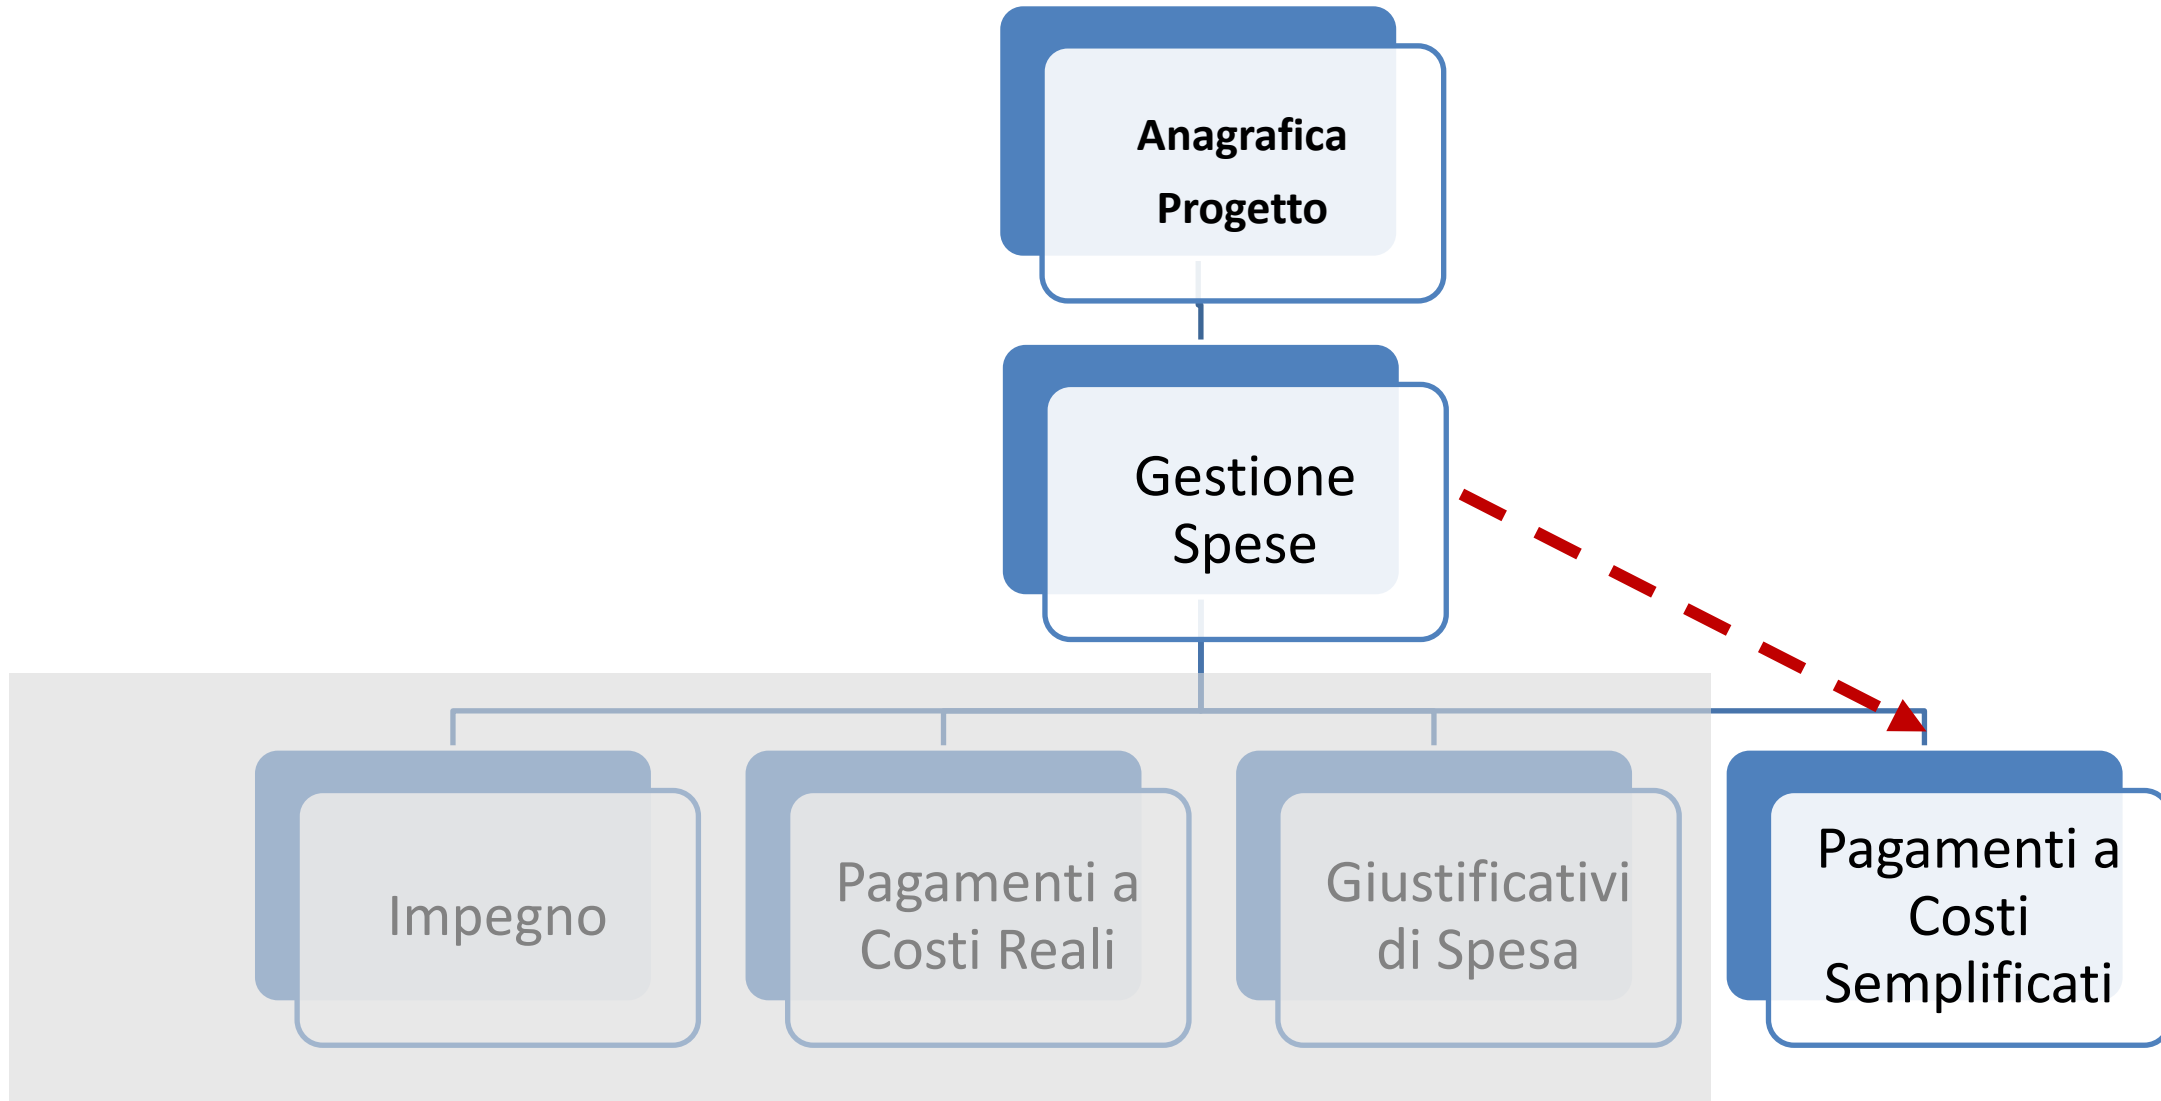 Anagrafica
Progetto
Gestione
Spese
Impegno
Pagamenti a
Costi Reali
Giustificativi
di Spesa
Pagamenti a
Costi
Semplificati